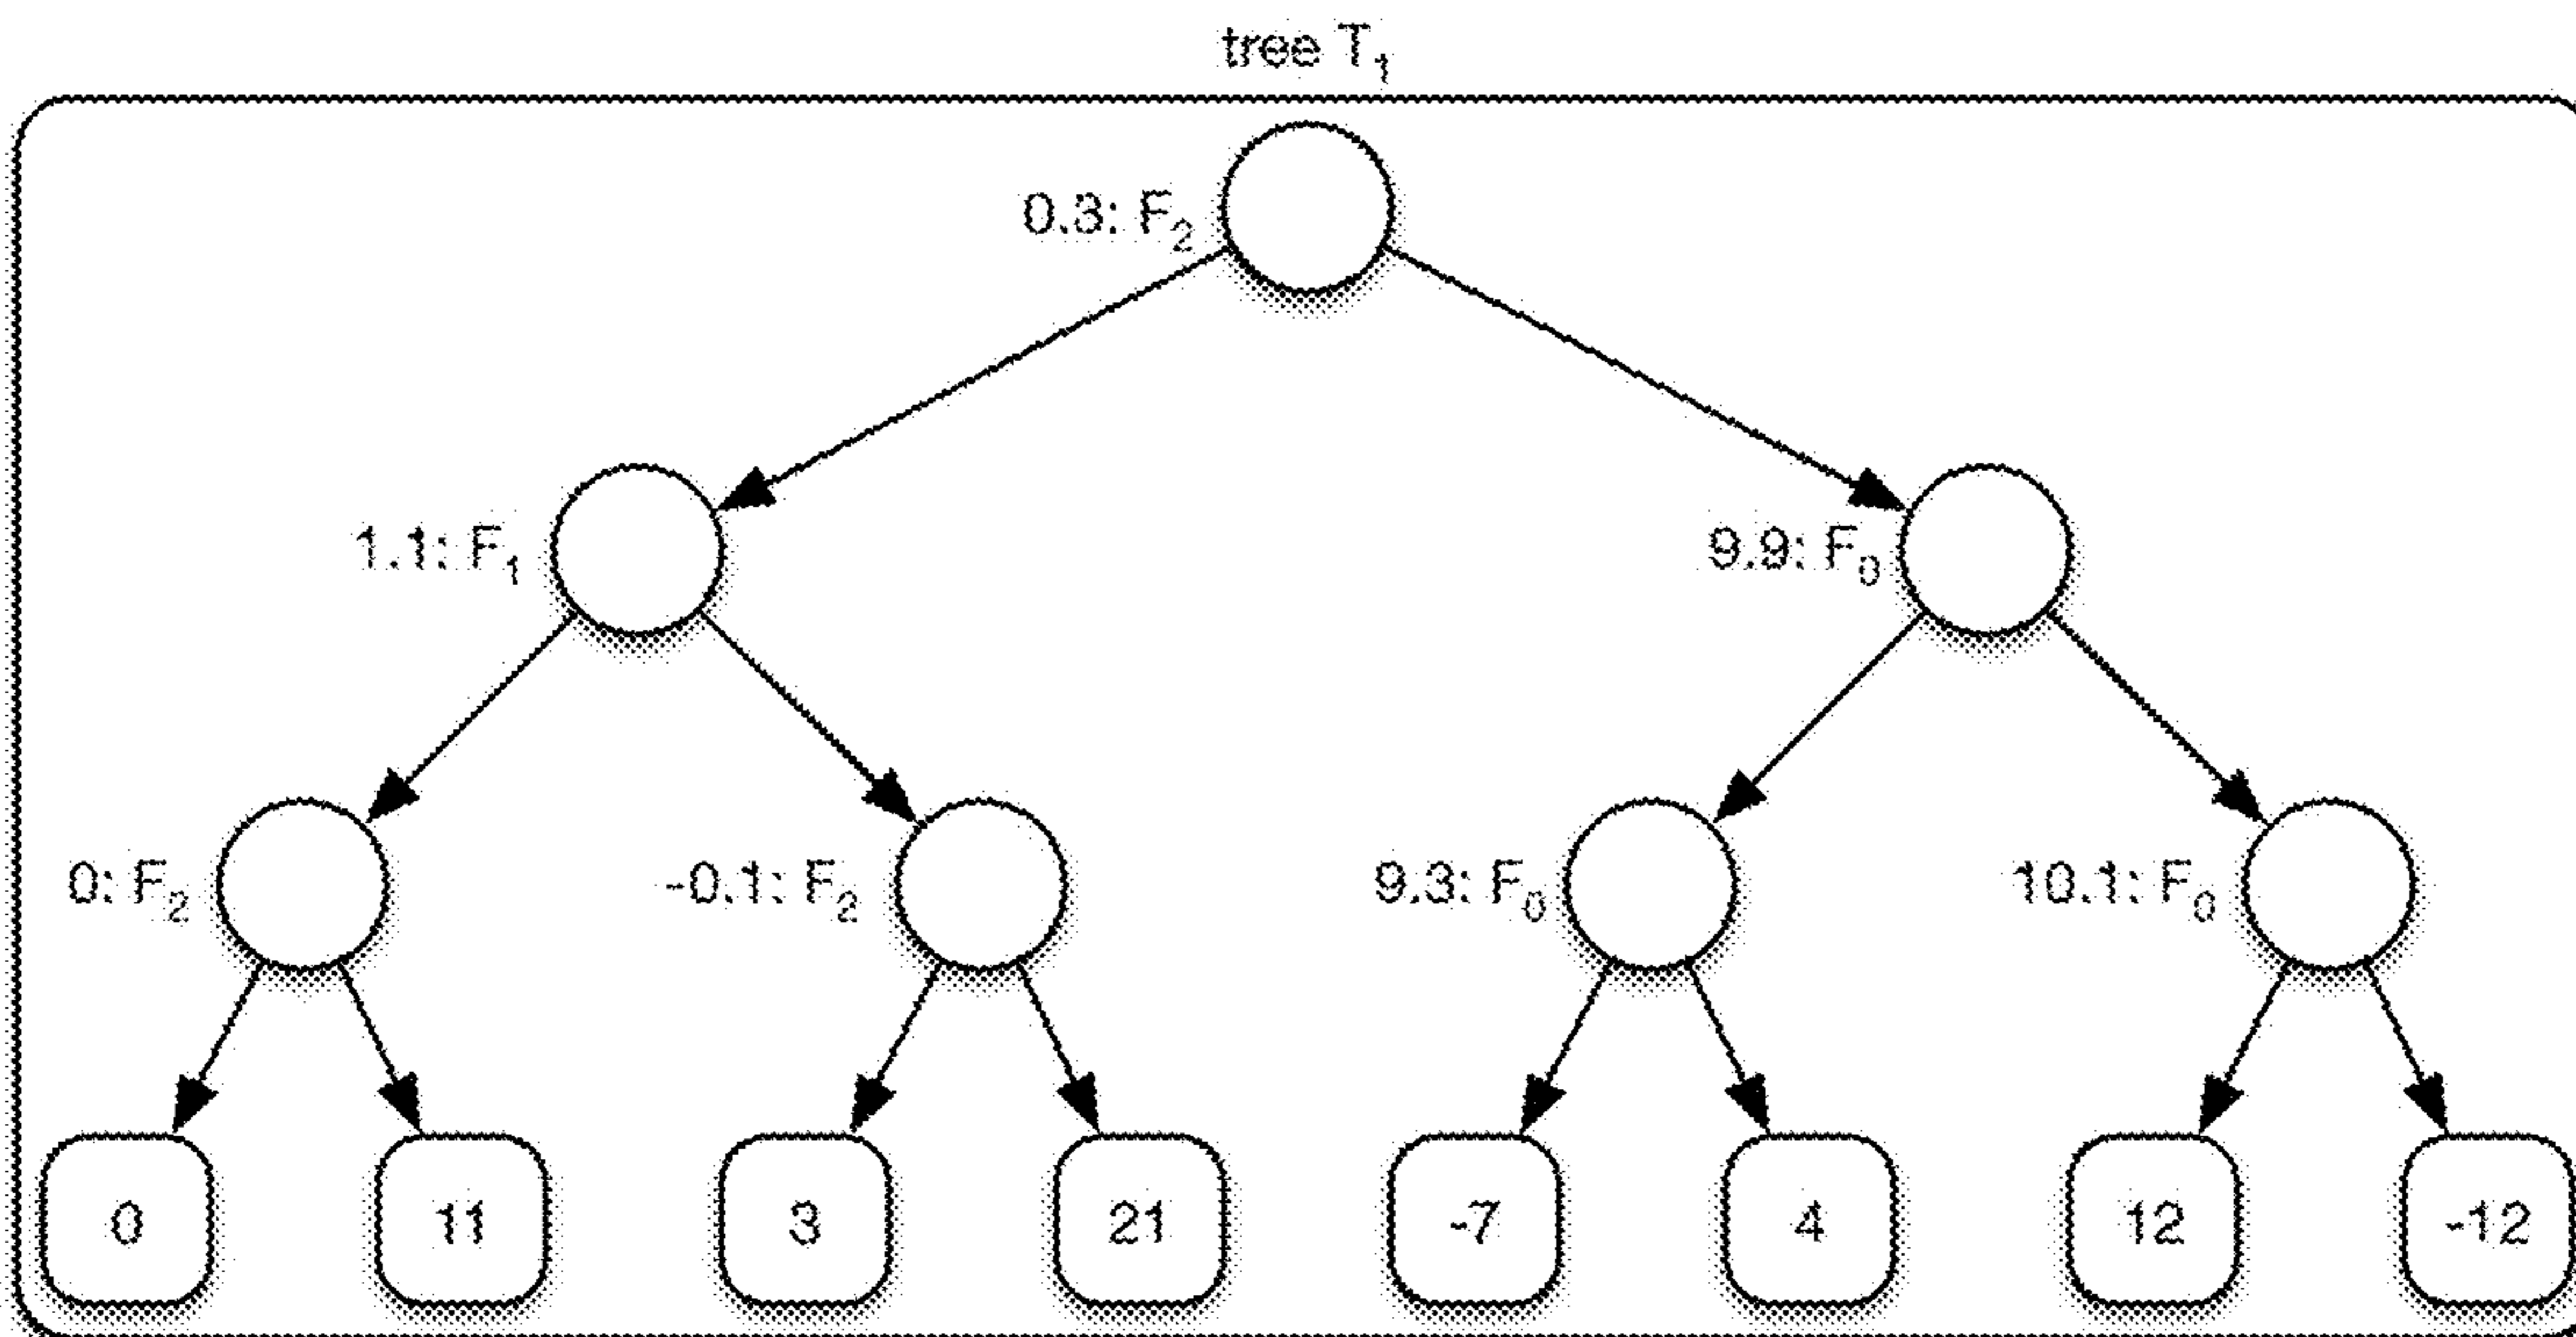 tree T₁
0.3: F₂
1.1: F₁
9.9: F₀
0: F₂
-0.1: F₂
9.3: F₀
10.1: F₀
0
11
3
21
-7
4
12
-12